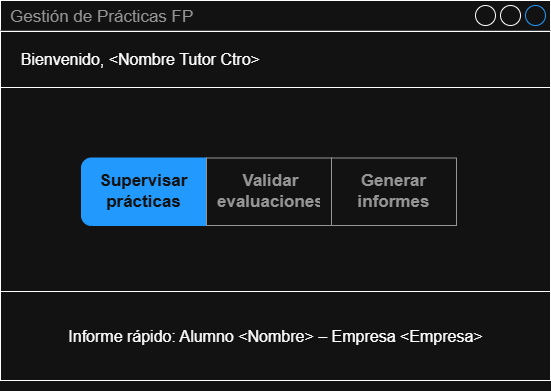 Gestión de Prácticas FP
Bienvenido, <Nombre Tutor Ctro>
Supervisar
prácticas
Validar
evaluaciones
Generar
informes
Informe rápido: Alumno <Nombre> – Empresa <Empresa>